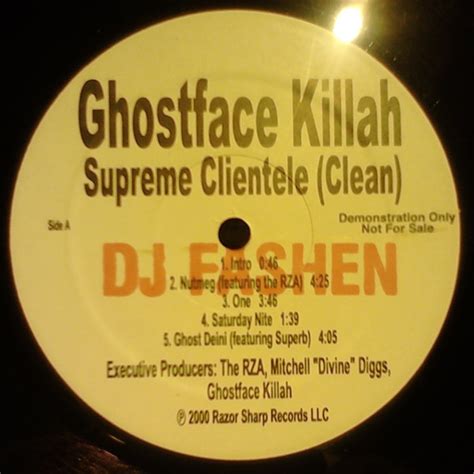 Ghostface Killah
Supreme Clientele (Clean)
Side A
Demonstration Only
Not For Sale
DJ FASHEN
1. Intro 0:46
2. Nutmeg (featuring the RZA) 4:25
3. One 3:46
4. Saturday Nite 1:39
5. Ghost Deini (featuring Superb) 4:05
Executive Producers: The RZA, Mitchell "Divine" Diggs,
Ghostface Killah
℗ 2000 Razor Sharp Records LLC